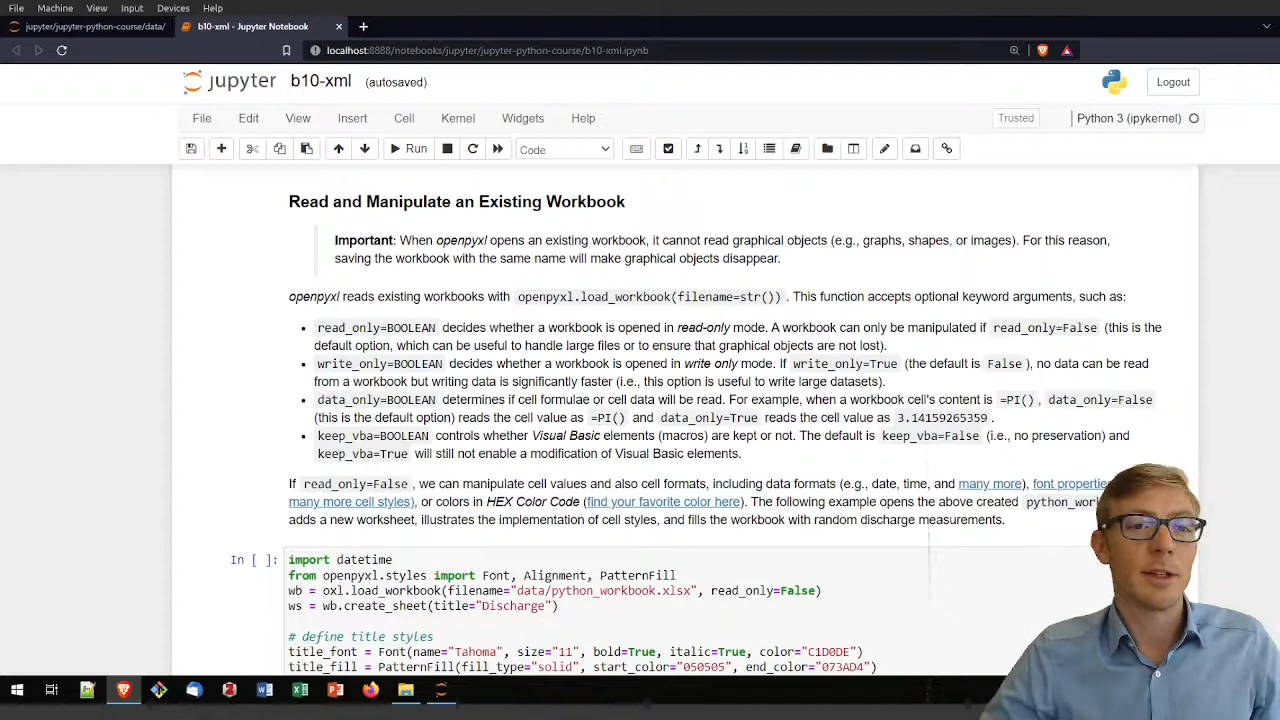 File Machine View Input Devices Help
jupyter/jupyter-python-course/data/
b10-xml - Jupyter Notebook
localhost:8888/notebooks/jupyter/jupyter-python-course/b10-xml.ipynb
jupyter b10-xml (autosaved)
Logout
File Edit View Insert Cell Kernel Widgets Help
Trusted
Python 3 (ipykernel)
Run
Code
Read and Manipulate an Existing Workbook
Important: When openpyxl opens an existing workbook, it cannot read graphical objects (e.g., graphs, shapes, or images). For this reason,
saving the workbook with the same name will make graphical objects disappear.
openpyxl reads existing workbooks with openpyxl.load_workbook(filename=str()). This function accepts optional keyword arguments, such as:
• read_only=BOOLEAN decides whether a workbook is opened in read-only mode. A workbook can only be manipulated if read_only=False (this is the
default option, which can be useful to handle large files or to ensure that graphical objects are not lost).
• write_only=BOOLEAN decides whether a workbook is opened in write only mode. If write_only=True (the default is False), no data can be read
from a workbook but writing data is significantly faster (i.e., this option is useful to write large datasets).
• data_only=BOOLEAN determines if cell formulae or cell data will be read. For example, when a workbook cell's content is =PI(), data_only=False
(this is the default option) reads the cell value as =PI() and data_only=True reads the cell value as 3.14159265359.
• keep_vba=BOOLEAN controls whether Visual Basic elements (macros) are kept or not. The default is keep_vba=False (i.e., no preservation) and
keep_vba=True will still not enable a modification of Visual Basic elements.
If read_only=False, we can manipulate cell values and also cell formats, including data formats (e.g., date, time, and many more), font properties
many more cell styles), or colors in HEX Color Code (find your favorite color here). The following example opens the above created python_wor
adds a new worksheet, illustrates the implementation of cell styles, and fills the workbook with random discharge measurements.
In [ ]: import datetime
from openpyxl.styles import Font, Alignment, PatternFill
wb = oxl.load_workbook(filename="data/python_workbook.xlsx", read_only=False)
ws = wb.create_sheet(title="Discharge")
# define title styles
title_font = Font(name="Tahoma", size="11", bold=True, italic=True, color="C1D0DE")
title_fill = PatternFill(fill_type="solid", start_color="050505", end_color="073AD4")